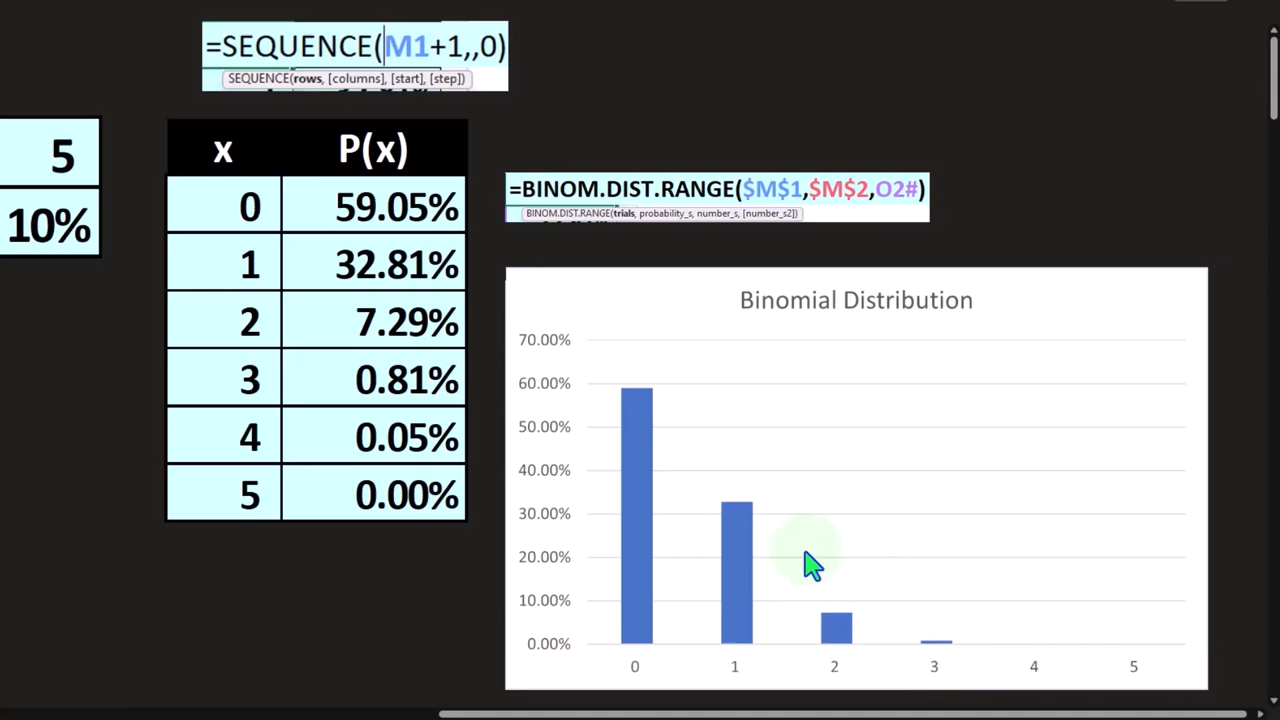 =SEQUENCE(M1+1,,0)
SEQUENCE(rows, [columns], [start], [step])
5
10%
x P(x)
0 59.05%
1 32.81%
2 7.29%
3 0.81%
4 0.05%
5 0.00%
=BINOM.DIST.RANGE($M$1,$M$2,O2#)
BINOM.DIST.RANGE(trials, probability_s, number_s, [number_s2])
Binomial Distribution
70.00%
60.00%
50.00%
40.00%
30.00%
20.00%
10.00%
0.00%
0 1 2 3 4 5